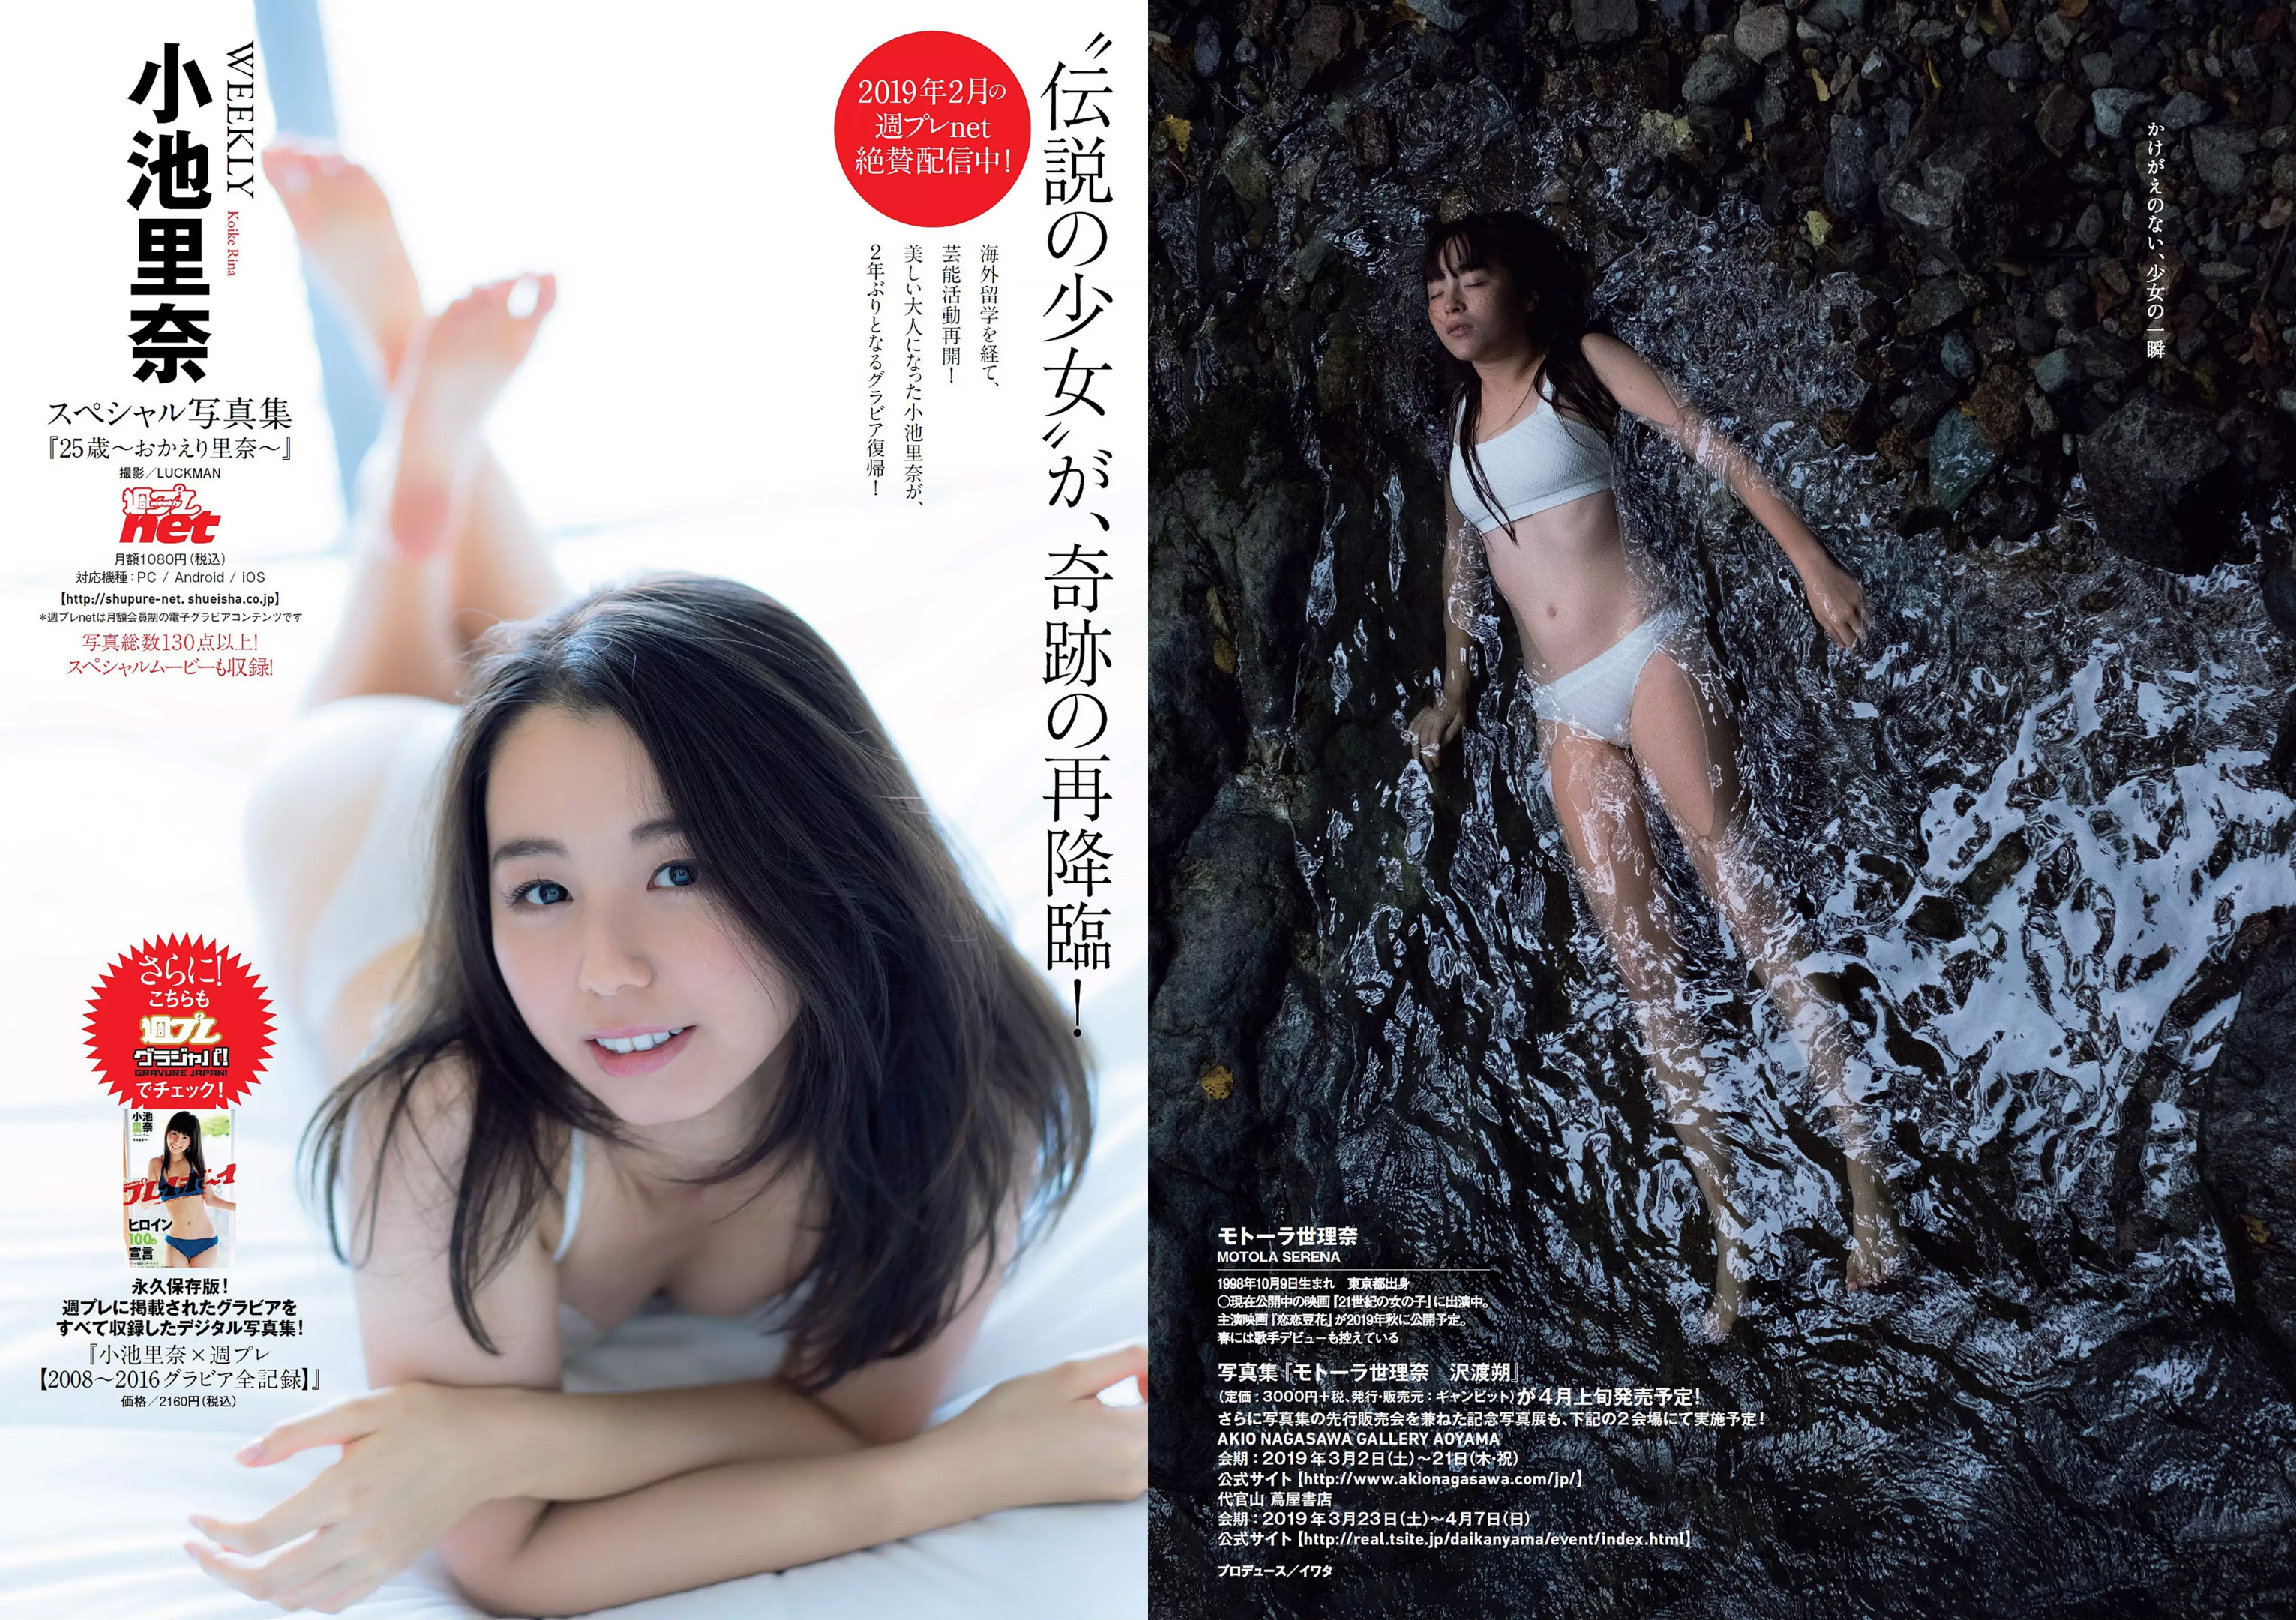 〝伝説の少女〟が、奇跡の再降臨！
2019年2月の
週プレnet
絶賛配信中！
海外留学を経て、
芸能活動再開！
美しい大人になった小池里奈が、
2年ぶりとなるグラビア復帰！
WEEKLY
Koike Rina
小池里奈
スペシャル写真集
『25歳〜おかえり里奈〜』
撮影／LUCKMAN
週プレ
net
月額1080円（税込）
対応機種：PC / Android / iOS
【http://shupure-net. shueisha.co.jp】
＊週プレnetは月額会員制の電子グラビアコンテンツです
写真総数130点以上！
スペシャルムービーも収録！
さらに！
こちらも
週プレ
グラジャパ！
GRAVURE JAPAN!
でチェック！
小池
里奈
プレイボーイ
ヒロイン
100%
宣言
永久保存版！
週プレに掲載されたグラビアを
すべて収録したデジタル写真集！
『小池里奈×週プレ
【2008〜2016グラビア全記録】』
価格／2160円（税込）
かけがえのない、少女の一瞬
モトーラ世理奈
MOTOLA SERENA
1998年10月9日生まれ　東京都出身
○現在公開中の映画『21世紀の女の子』に出演中。
主演映画『恋恋豆花』が2019年秋に公開予定。
春には歌手デビューも控えている
写真集『モトーラ世理奈　沢渡朔』
（定価：3000円＋税、発行・販売元：ギャンビット）が4月上旬発売予定！
さらに写真集の先行販売会を兼ねた記念写真展も、下記の2会場にて実施予定！
AKIO NAGASAWA GALLERY AOYAMA
会期：2019年3月2日（土）〜21日（木・祝）
公式サイト【http://www.akionagasawa.com/jp/】
代官山 蔦屋書店
会期：2019年3月23日（土）〜4月7日（日）
公式サイト【http://real.tsite.jp/daikanyama/event/index.html】
プロデュース／イワタ